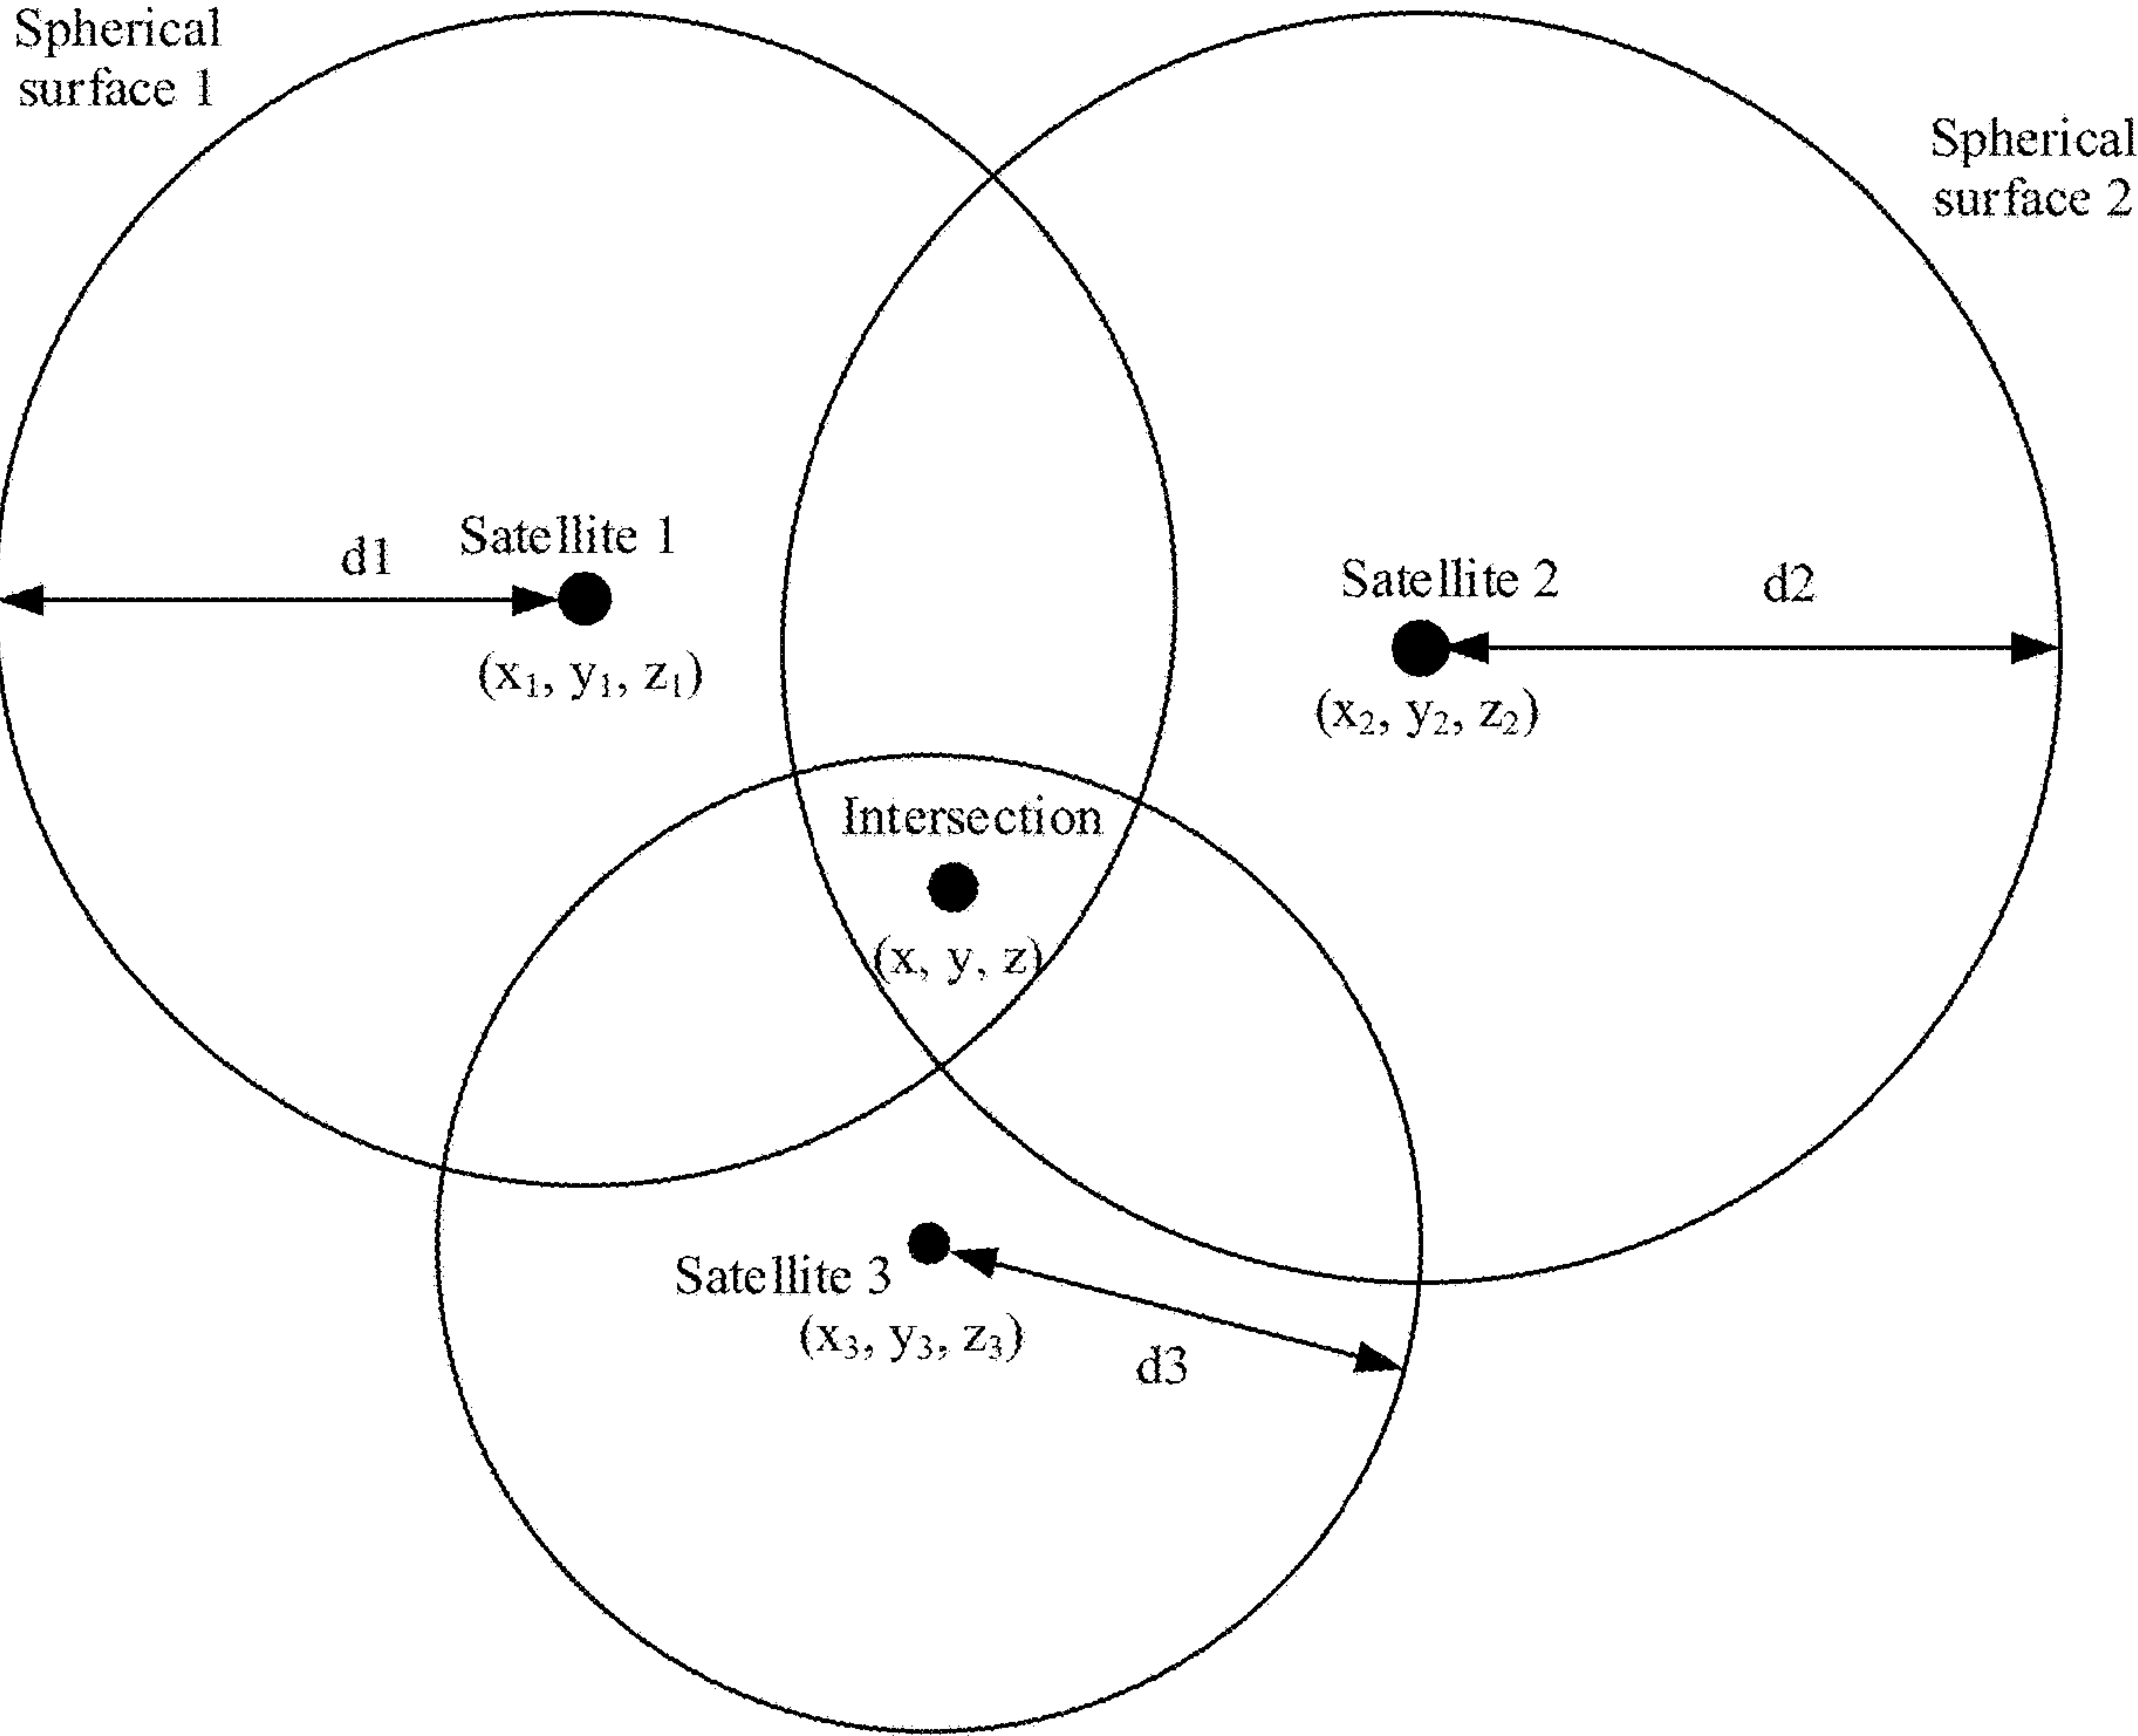 Spherical
surface 1
Spherical
surface 2
Satellite 1
d1
(x₁, y₁, z₁)
Satellite 2
d2
(x₂, y₂, z₂)
Intersection
(x, y, z)
Satellite 3
(x₃, y₃, z₃)
d3